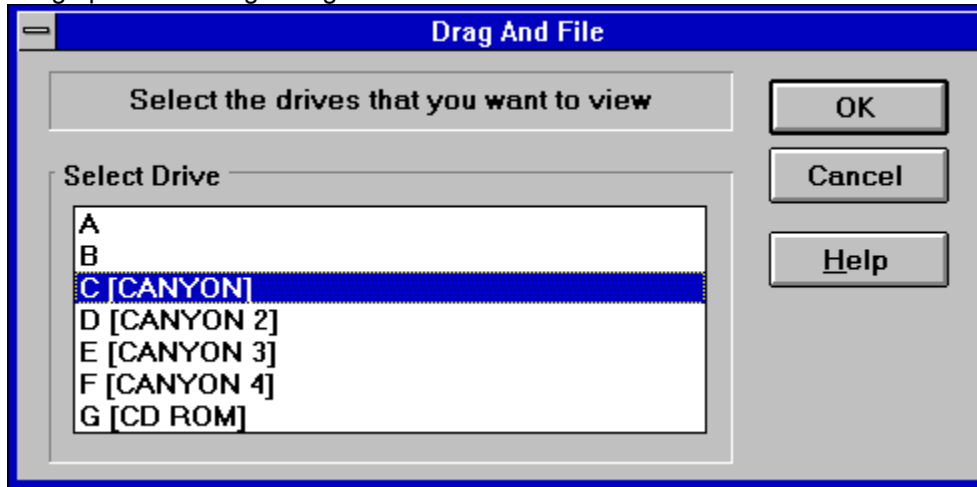 Drag And File
Select the drives that you want to view
OK
Cancel
Help
Select Drive
A
B
C [CANYON]
D [CANYON 2]
E [CANYON 3]
F [CANYON 4]
G [CD ROM]